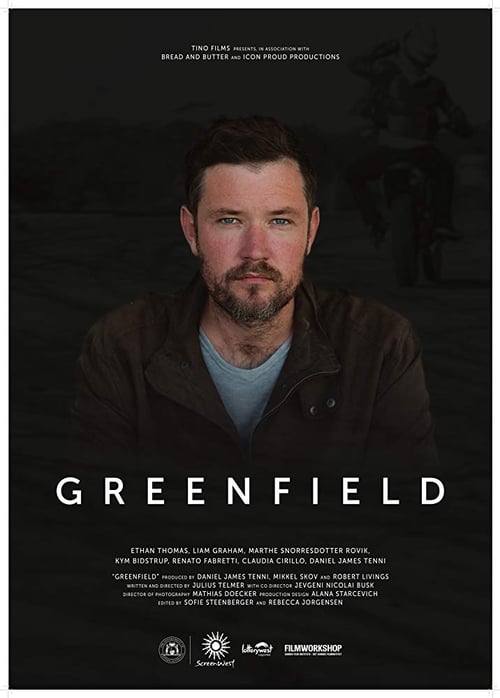 TINO FILMS PRESENTS, IN ASSOCIATION WITH
BREAD AND BUTTER AND ICON PROUD PRODUCTIONS
GREENFIELD
ETHAN THOMAS, LIAM GRAHAM, MARTHE SNORRESDOTTER ROVIK,
KYM BIDSTRUP, RENATO FABRETTI, CLAUDIA CIRILLO, DANIEL JAMES TENNI
"GREENFIELD" PRODUCED BY DANIEL JAMES TENNI, MIKKEL SKOV AND ROBERT LIVINGS
WRITTEN AND DIRECTED BY JULIUS TELMER WITH CO DIRECTOR JEVGENI NICOLAI BUSK
DIRECTOR OF PHOTOGRAPHY MATHIAS DOECKER PRODUCTION DESIGN ALANA STARCEVICH
EDITED BY SOFIE STEENBERGER AND REBECCA JORGENSEN
ScreenWest
lotterywest
FILMWORKSHOP